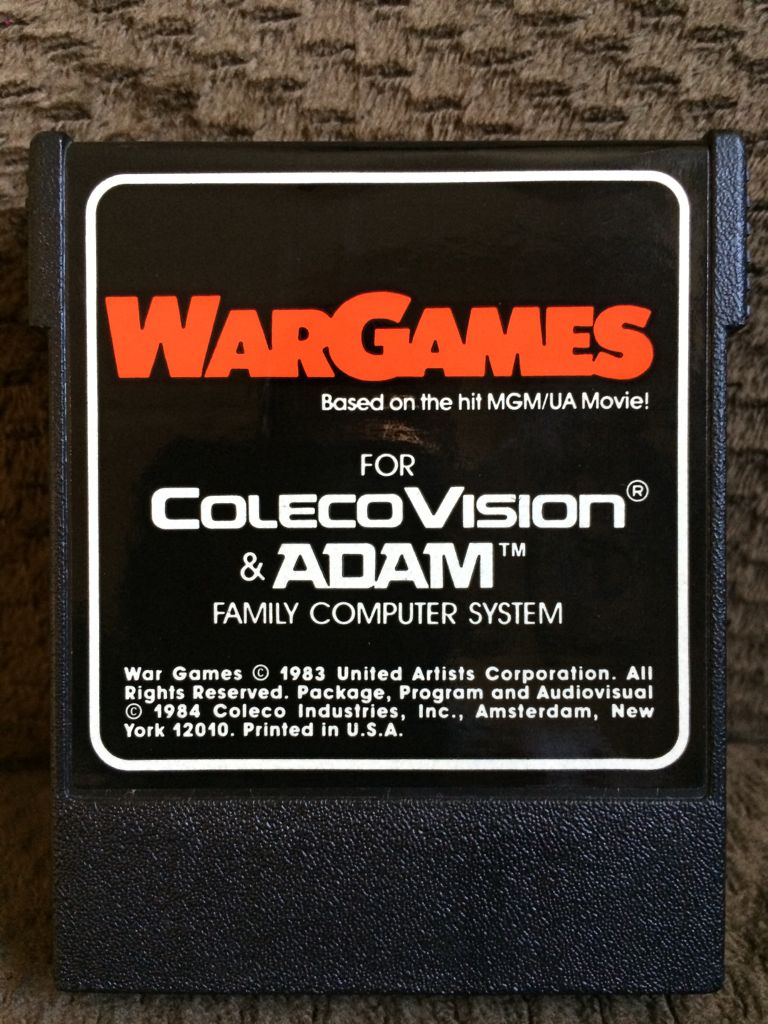 WARGAMES
Based on the hit MGM/UA Movie!
FOR
COLECOVISION®
& ADAM™
FAMILY COMPUTER SYSTEM
War Games © 1983 United Artists Corporation. All
Rights Reserved. Package, Program and Audiovisual
© 1984 Coleco Industries, Inc., Amsterdam, New
York 12010. Printed in U.S.A.